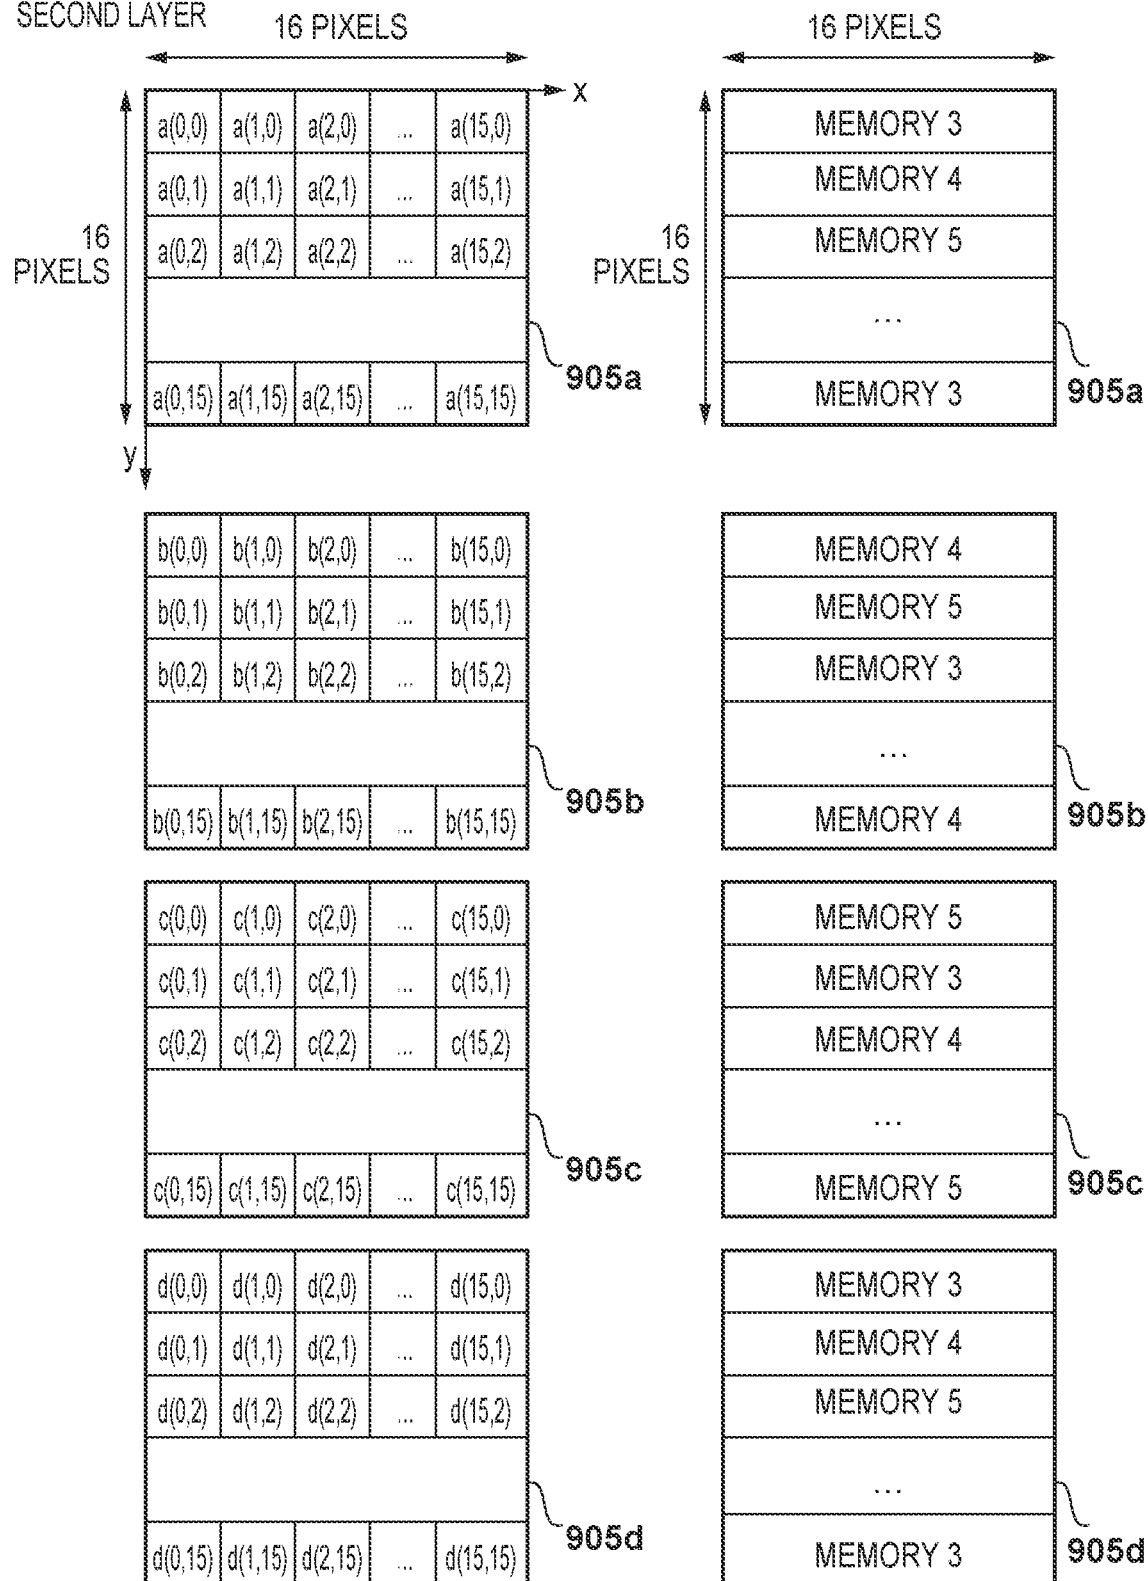 SECOND LAYER
16 PIXELS 16 PIXELS
x
a(0,0) a(1,0) a(2,0) ... a(15,0) MEMORY 3
a(0,1) a(1,1) a(2,1) ... a(15,1) MEMORY 4
a(0,2) a(1,2) a(2,2) ... a(15,2) MEMORY 5
16 PIXELS 16 PIXELS
...
905a 905a
a(0,15) a(1,15) a(2,15) ... a(15,15) MEMORY 3
y
b(0,0) b(1,0) b(2,0) ... b(15,0) MEMORY 4
b(0,1) b(1,1) b(2,1) ... b(15,1) MEMORY 5
b(0,2) b(1,2) b(2,2) ... b(15,2) MEMORY 3
...
905b 905b
b(0,15) b(1,15) b(2,15) ... b(15,15) MEMORY 4
c(0,0) c(1,0) c(2,0) ... c(15,0) MEMORY 5
c(0,1) c(1,1) c(2,1) ... c(15,1) MEMORY 3
c(0,2) c(1,2) c(2,2) ... c(15,2) MEMORY 4
...
905c 905c
c(0,15) c(1,15) c(2,15) ... c(15,15) MEMORY 5
d(0,0) d(1,0) d(2,0) ... d(15,0) MEMORY 3
d(0,1) d(1,1) d(2,1) ... d(15,1) MEMORY 4
d(0,2) d(1,2) d(2,2) ... d(15,2) MEMORY 5
...
905d 905d
d(0,15) d(1,15) d(2,15) ... d(15,15) MEMORY 3